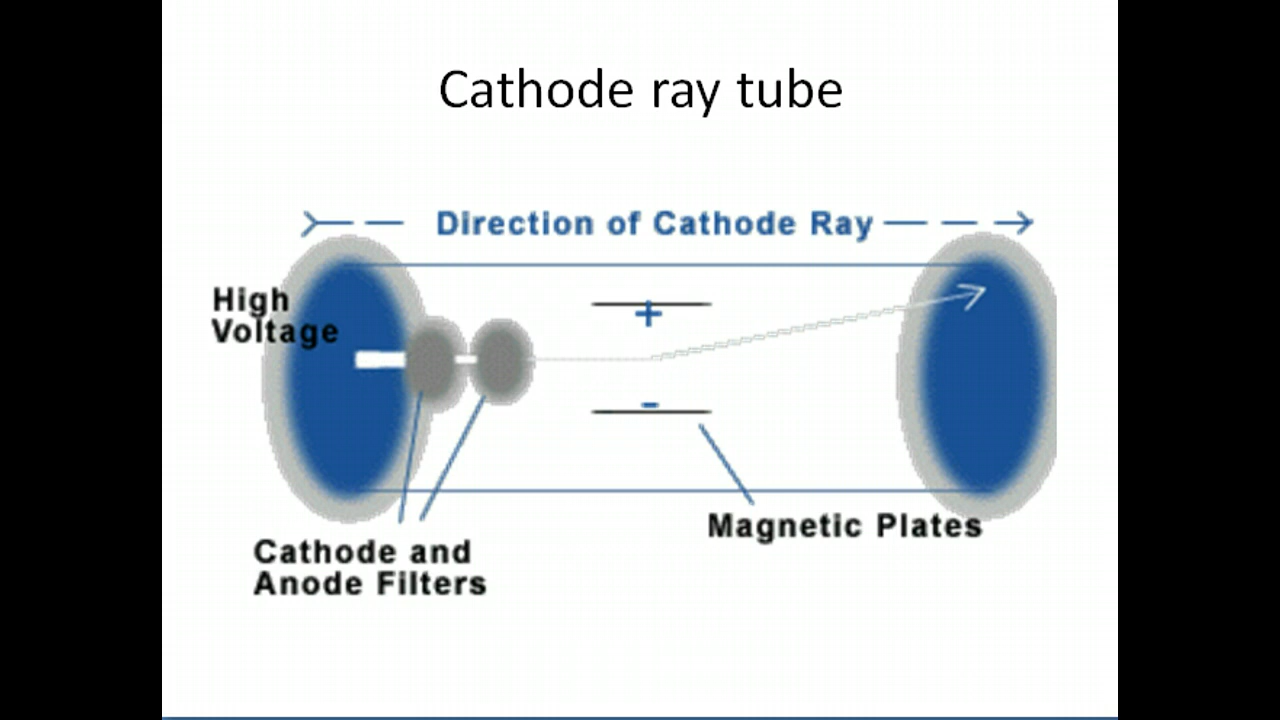 Cathode ray tube
Direction of Cathode Ray
High
Voltage
+
-
Magnetic Plates
Cathode and
Anode Filters